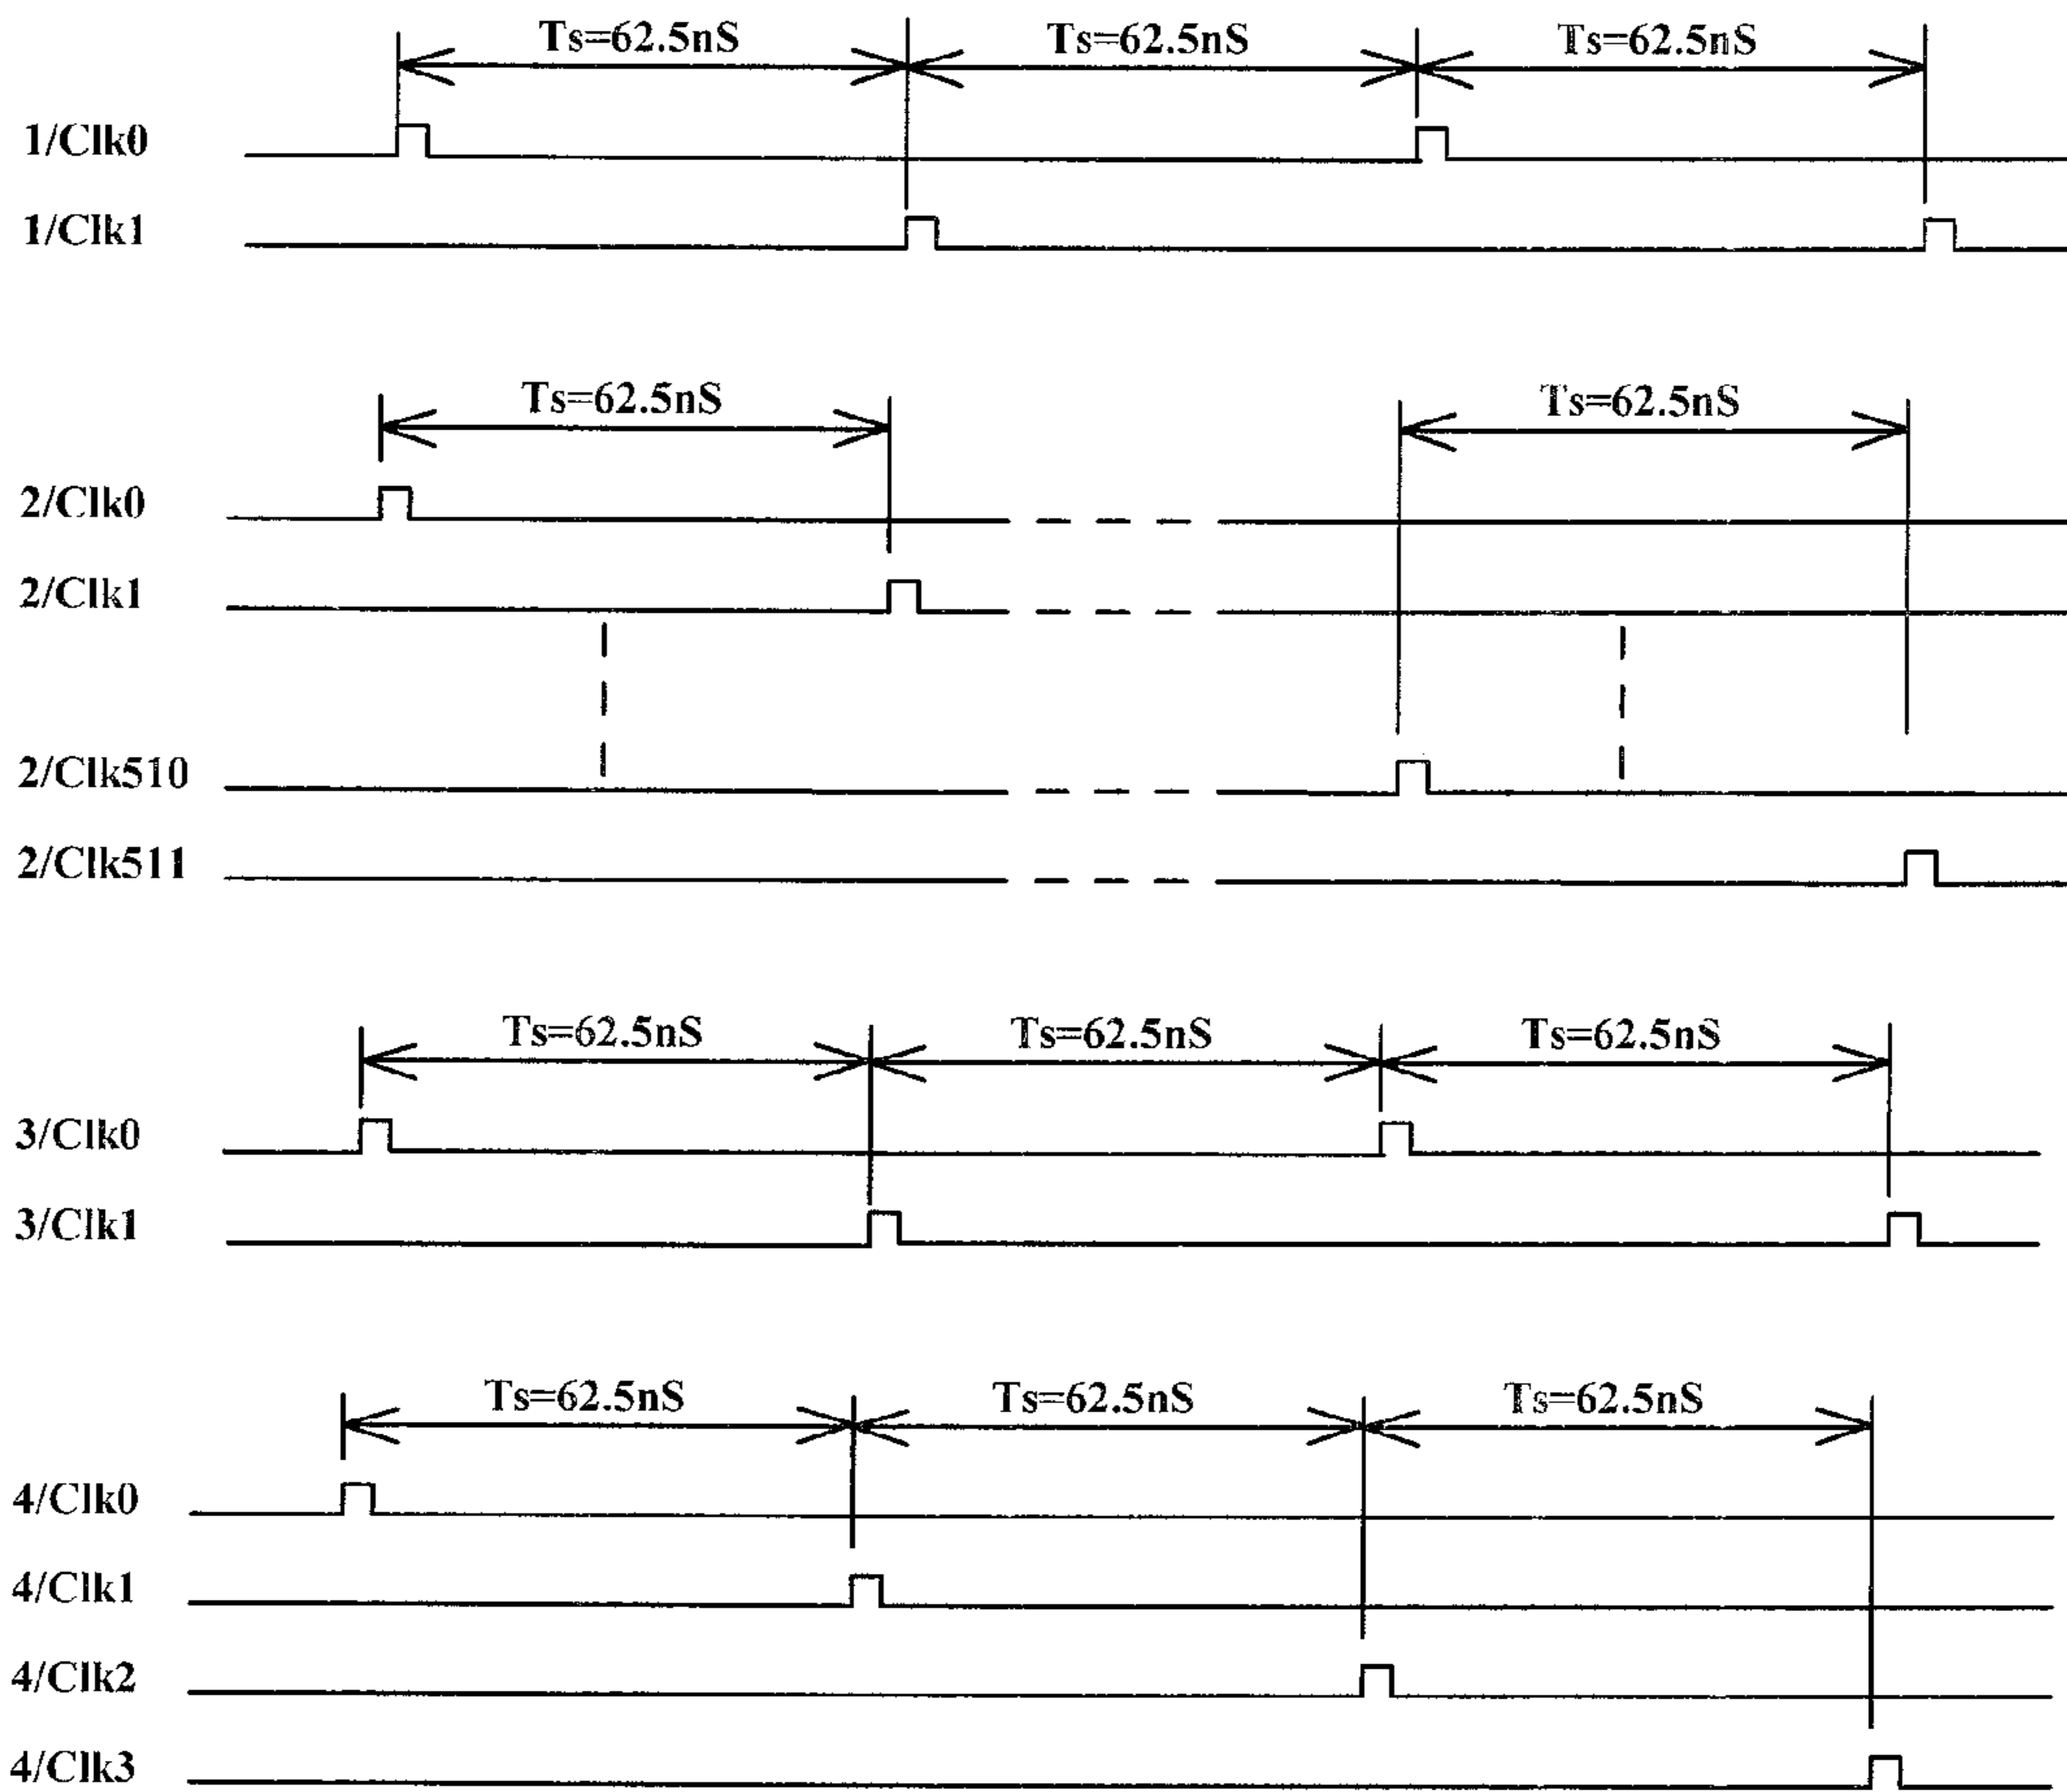 Ts=62.5nS Ts=62.5nS Ts=62.5nS
1/Clk0
1/Clk1
Ts=62.5nS Ts=62.5nS
2/Clk0
2/Clk1
2/Clk510
2/Clk511
Ts=62.5nS Ts=62.5nS Ts=62.5nS
3/Clk0
3/Clk1
Ts=62.5nS Ts=62.5nS Ts=62.5nS
4/Clk0
4/Clk1
4/Clk2
4/Clk3